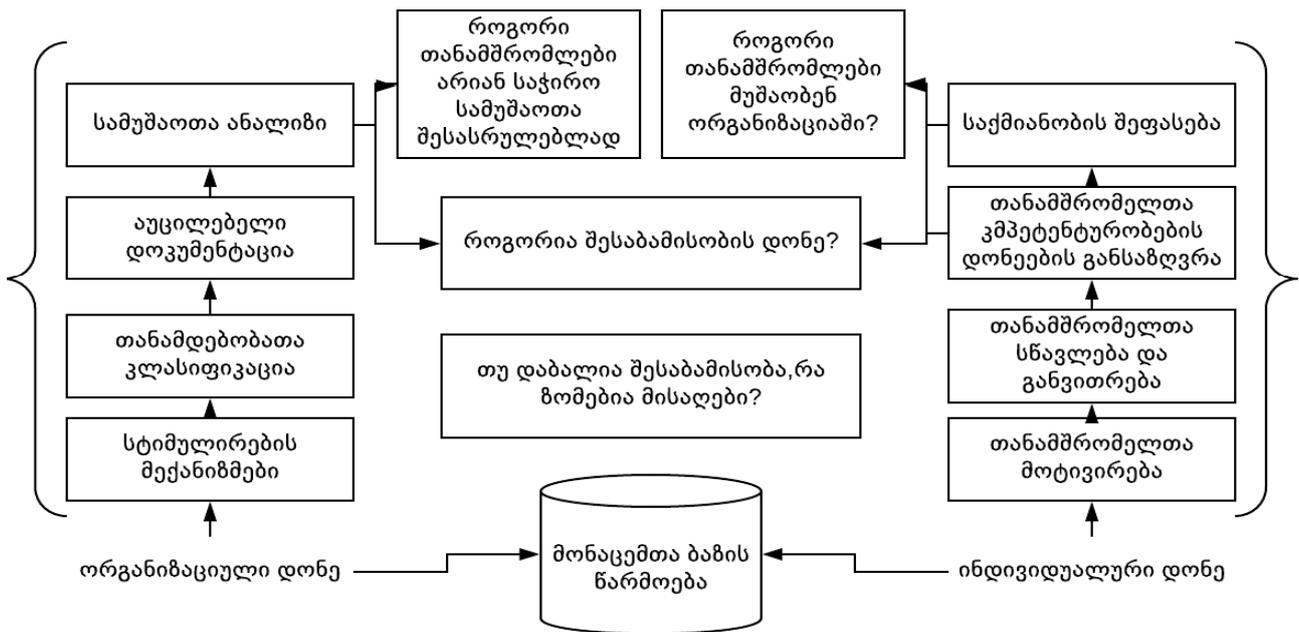 როგორი
თანამშრომლები
არიან საჭირო
სამუშაოთა
შესასრულებლად
როგორი
თანამშრომლები
მუშაობენ
ორგანიზაციაში?
სამუშაოთა ანალიზი
საქმიანობის შეფასება
აუცილებელი
დოკუმენტაცია
როგორია შესაბამისობის დონე?
თანამშრომელთა
კმპეტენტურობების
დონეების განსაზღვრა
თანამდებობათა
კლასიფიკაცია
თუ დაბალია შესაბამისობა,რა
ზომებია მისაღები?
თანამშრომელთა
სწავლება და
განვითრება
სტიმულირების
მექანიზმები
თანამშრომელთა
მოტივირება
ორგანიზაციული დონე
მონაცემთა ბაზის
წარმოება
ინდივიდუალური დონე